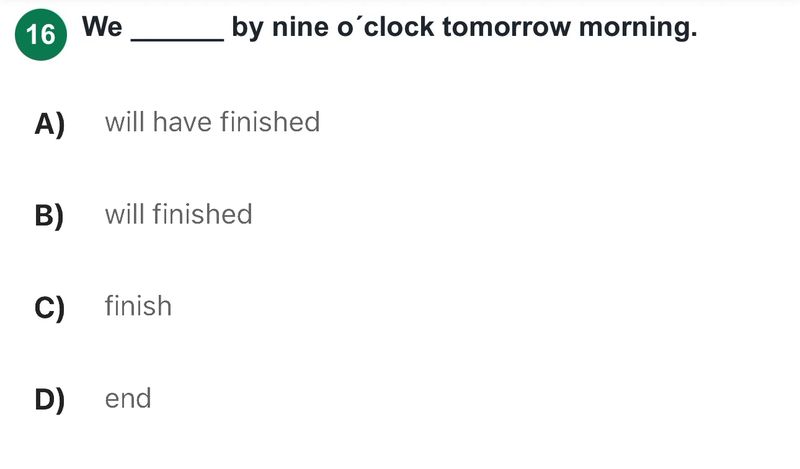 16 We ______ by nine o´clock tomorrow morning.
A) will have finished
B) will finished
C) finish
D) end